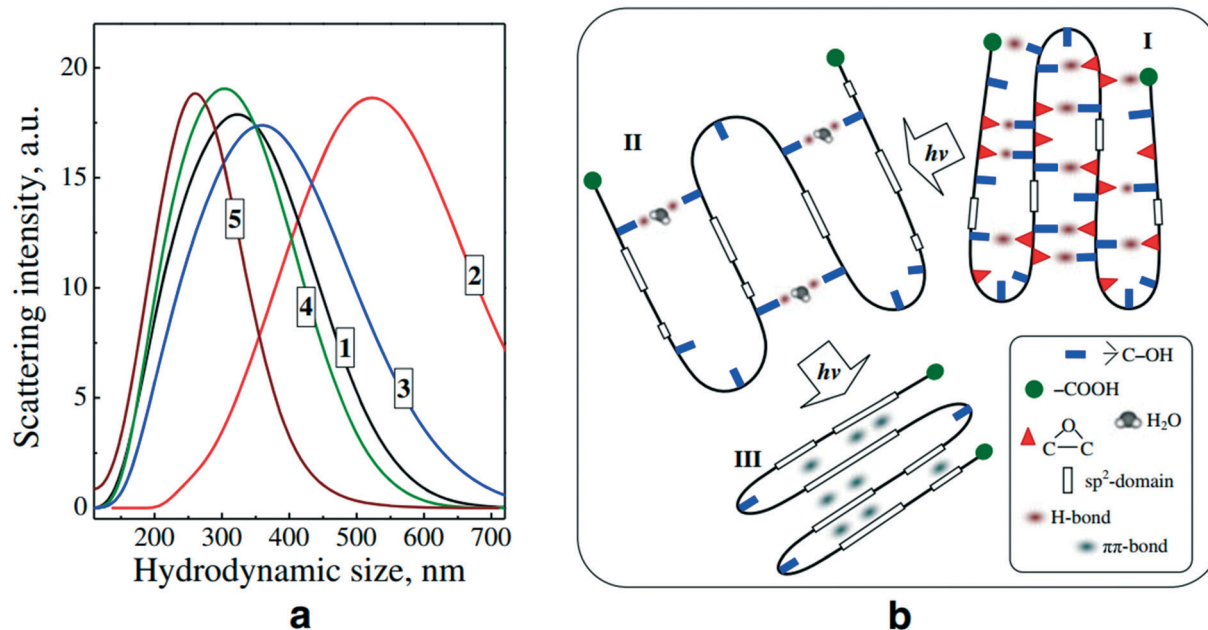 Scattering intensity, a.u.
20
15
10
5
0
200
300
400
500
600
700
Hydrodynamic size, nm
5
4
1
3
2
a
I
II
hν
hν
III
C–OH
–COOH
O
C — C
H₂O
sp²-domain
H-bond
ππ-bond
b